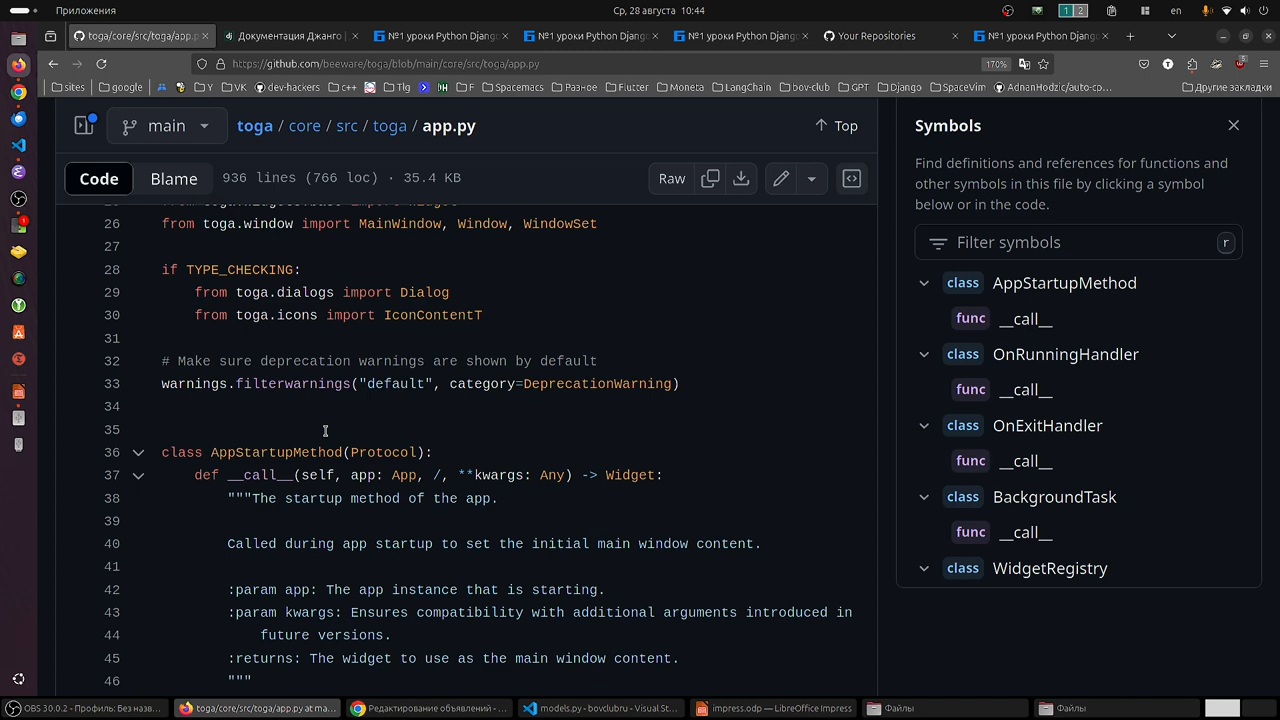 Приложения
Ср, 28 августа 10:44
1 2
en
toga/core/src/toga/app.p
Документация Джанго |
№1 уроки Python Django
№1 уроки Python Django
№1 уроки Python Django
Your Repositories
№1 уроки Python Django
https://github.com/beeware/toga/blob/main/core/src/toga/app.py
170%
sites
google
Y
VK
dev-hackers
c++
Tlg
F
Spacemacs
Разное
Flutter
Moneta
LangChain
bov-club
GPT
Django
SpaceVim
AdnanHodzic/auto-cp…
Другие закладки
main
toga / core / src / toga / app.py
Top
Code
Blame
936 lines (766 loc) · 35.4 KB
Raw
26 from toga.window import MainWindow, Window, WindowSet
27
28 if TYPE_CHECKING:
29 from toga.dialogs import Dialog
30 from toga.icons import IconContentT
31
32 # Make sure deprecation warnings are shown by default
33 warnings.filterwarnings("default", category=DeprecationWarning)
34
35
36 class AppStartupMethod(Protocol):
37 def __call__(self, app: App, /, **kwargs: Any) -> Widget:
38 """The startup method of the app.
39
40 Called during app startup to set the initial main window content.
41
42 :param app: The app instance that is starting.
43 :param kwargs: Ensures compatibility with additional arguments introduced in
44 future versions.
45 :returns: The widget to use as the main window content.
46 """
Symbols
Find definitions and references for functions and
other symbols in this file by clicking a symbol
below or in the code.
Filter symbols
r
class AppStartupMethod
func __call__
class OnRunningHandler
func __call__
class OnExitHandler
func __call__
class BackgroundTask
func __call__
class WidgetRegistry
OBS 30.0.2 - Профиль: Без назв…
toga/core/src/toga/app.py at ma…
Редактирование объявлений - …
models.py - bovclubru - Visual St…
impress.odp — LibreOffice Impress
Файлы
Файлы